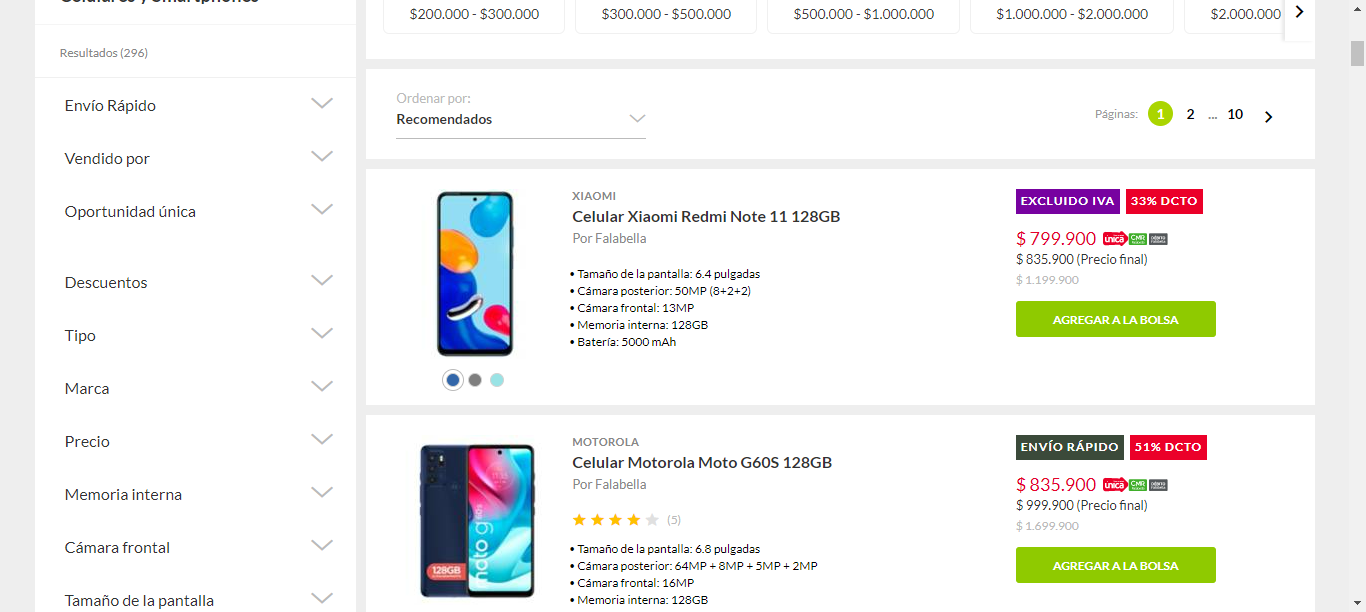 Celulares y Smartphones
Resultados (296)
Envío Rápido
Vendido por
Oportunidad única
Descuentos
Tipo
Marca
Precio
Memoria interna
Cámara frontal
Tamaño de la pantalla
$200.000 - $300.000
$300.000 - $500.000
$500.000 - $1.000.000
$1.000.000 - $2.000.000
$2.000.000
Ordenar por:
Recomendados
Páginas: 1 2 ... 10
XIAOMI
Celular Xiaomi Redmi Note 11 128GB
Por Falabella
• Tamaño de la pantalla: 6.4 pulgadas
• Cámara posterior: 50MP (8+2+2)
• Cámara frontal: 13MP
• Memoria interna: 128GB
• Batería: 5000 mAh
EXCLUIDO IVA 33% DCTO
$ 799.900 única CMR
$ 835.900 (Precio final)
$ 1.199.900
AGREGAR A LA BOLSA
moto g60s
128GB
MOTOROLA
Celular Motorola Moto G60S 128GB
Por Falabella
(5)
• Tamaño de la pantalla: 6.8 pulgadas
• Cámara posterior: 64MP + 8MP + 5MP + 2MP
• Cámara frontal: 16MP
• Memoria interna: 128GB
ENVÍO RÁPIDO 51% DCTO
$ 835.900 única CMR
$ 999.900 (Precio final)
$ 1.699.900
AGREGAR A LA BOLSA